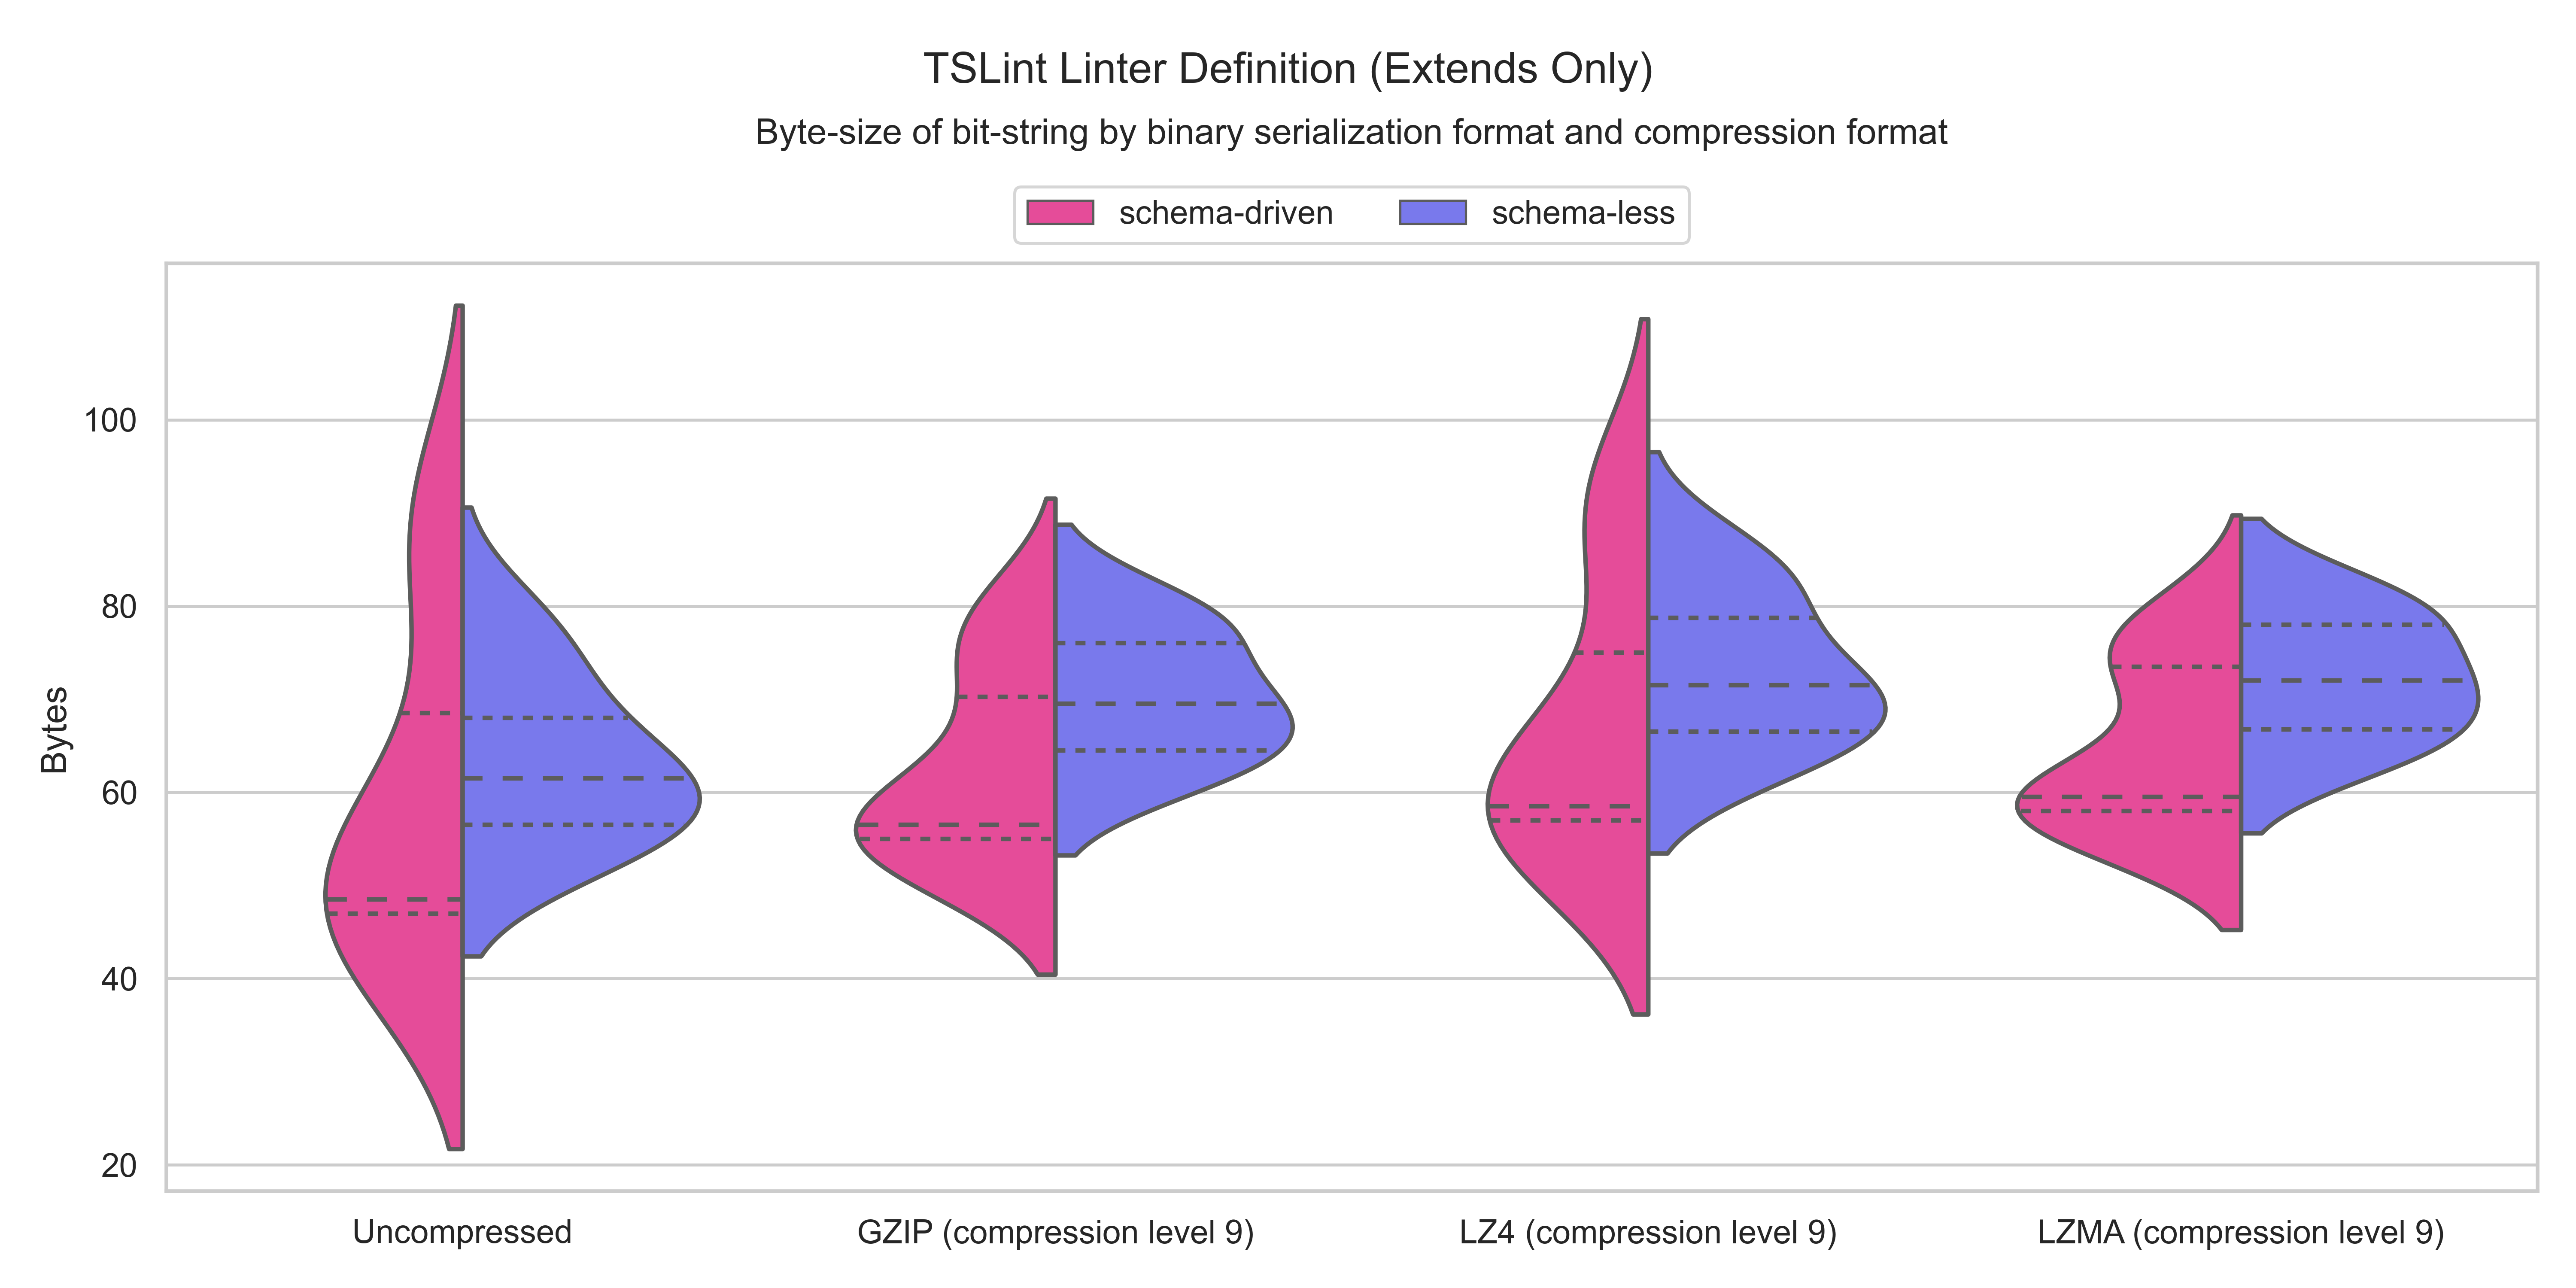 TSLint Linter Definition (Extends Only)
Byte-size of bit-string by binary serialization format and compression format
schema-driven schema-less
Bytes
100
80
60
40
20
Uncompressed GZIP (compression level 9) LZ4 (compression level 9) LZMA (compression level 9)